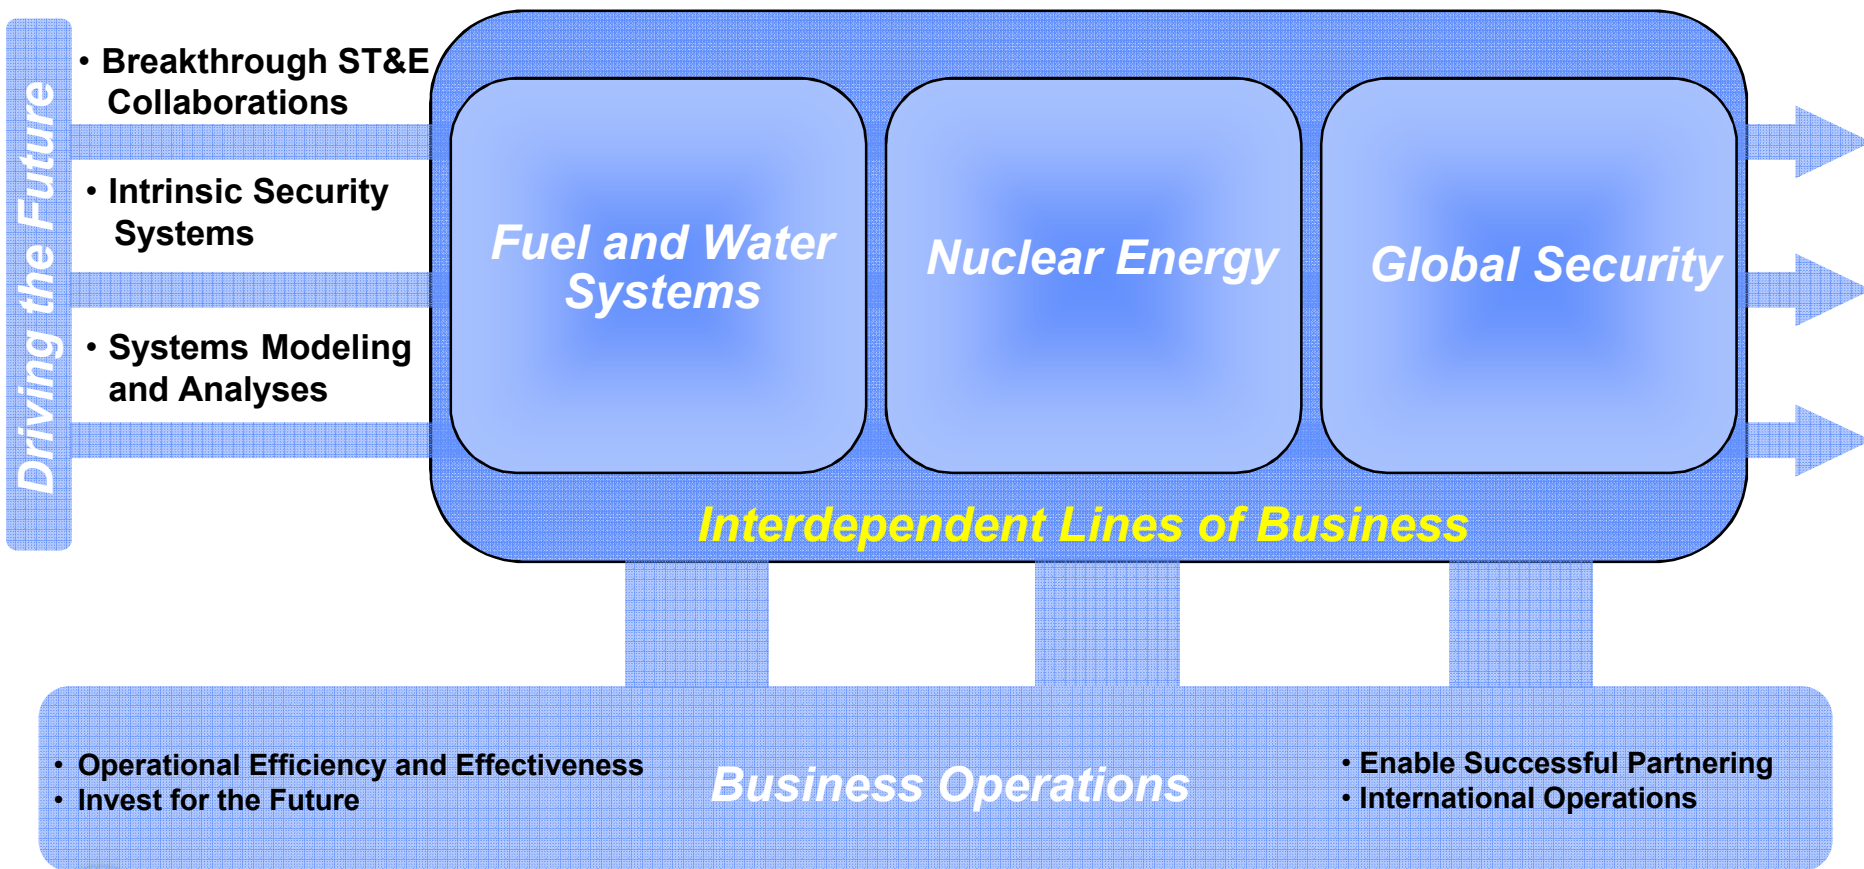 Driving the Future
• Breakthrough ST&E
Collaborations
• Intrinsic Security
Systems
• Systems Modeling
and Analyses
Fuel and Water
Systems
Nuclear Energy
Global Security
Interdependent Lines of Business
• Operational Efficiency and Effectiveness
• Invest for the Future
Business Operations
• Enable Successful Partnering
• International Operations